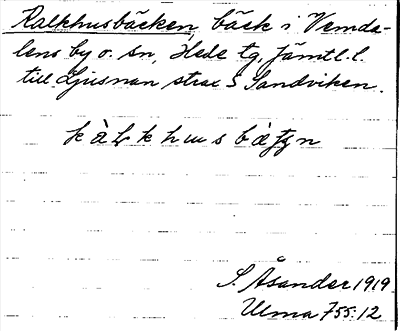 Kalkhusbäcken, bäck i Vemda-
lens by o. sn, Hede tg, Jämtl. l.
till Ljusnan strax S Sandviken.
S. Åsander 1919.
Ulma 755:12